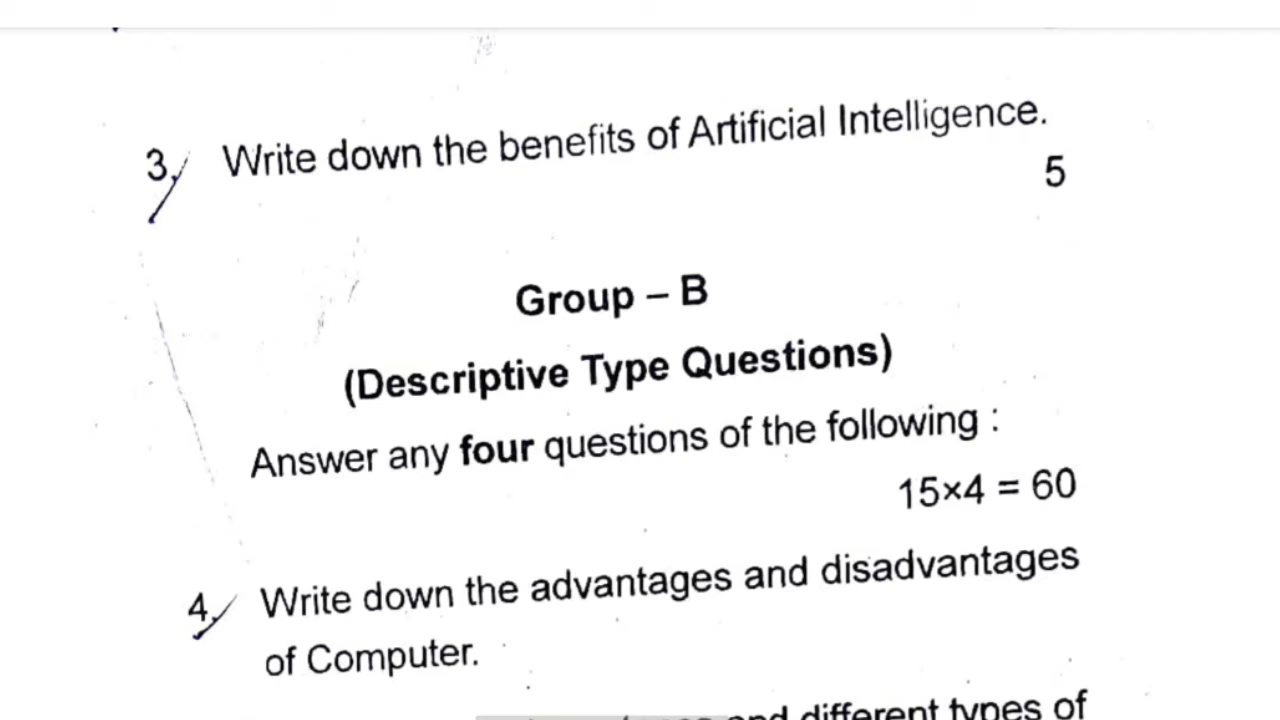 3. Write down the benefits of Artificial Intelligence.
5
Group – B
(Descriptive Type Questions)
Answer any four questions of the following :
15×4 = 60
4. Write down the advantages and disadvantages
of Computer.
and different types of